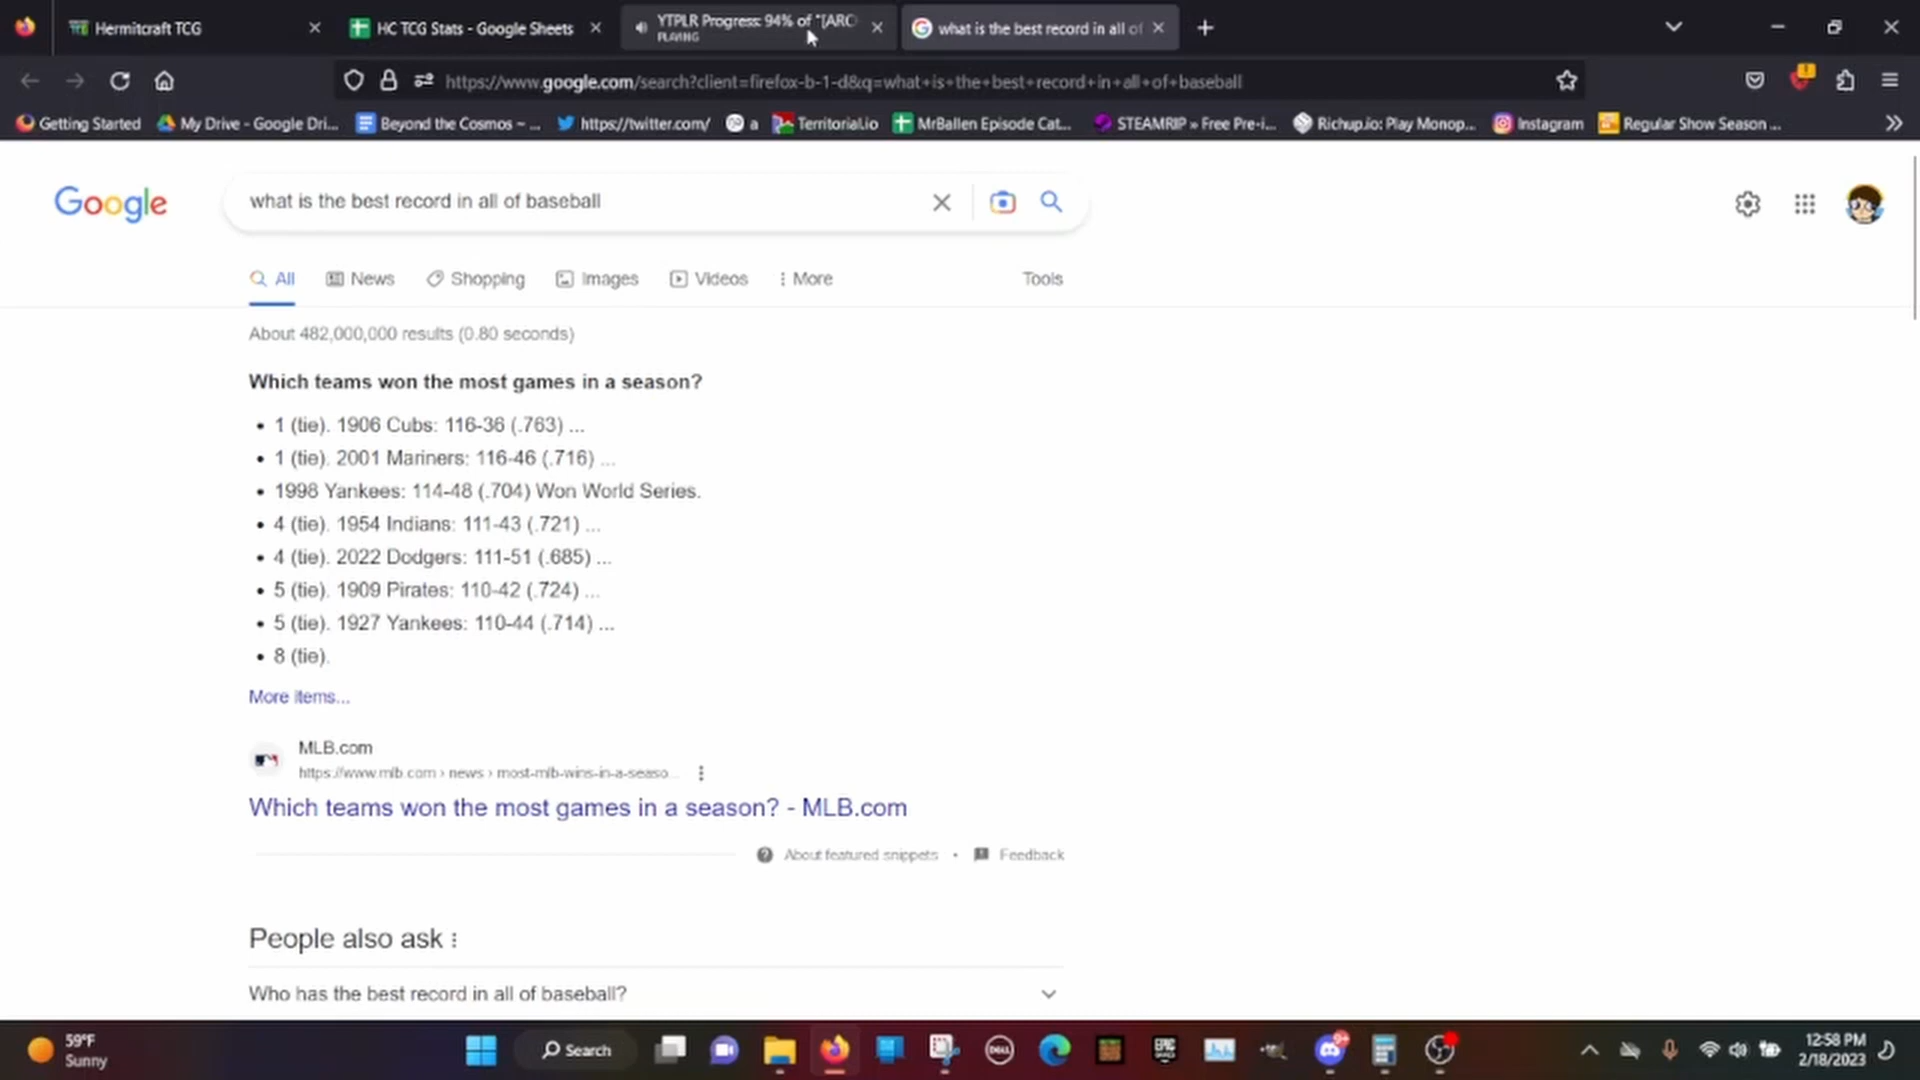 Hermitcraft TCG
HC TCG Stats - Google Sheets
YTPLR Progress: 94% of "[ARC
PLAYING
what is the best record in all of
https://www.google.com/search?client=firefox-b-1-d&q=what+is+the+best+record+in+all+of+baseball
Getting Started
My Drive - Google Dri...
Beyond the Cosmos ~ ...
https://twitter.com/
a
Territorial.io
MrBallen Episode Cat...
STEAMRIP » Free Pre-i...
Richup.io: Play Monop...
Instagram
Regular Show Season ...
Google
what is the best record in all of baseball
All
News
Shopping
Images
Videos
More
Tools
About 482,000,000 results (0.80 seconds)
Which teams won the most games in a season?
• 1 (tie). 1906 Cubs: 116-36 (.763) ...
• 1 (tie). 2001 Mariners: 116-46 (.716) ...
• 1998 Yankees: 114-48 (.704) Won World Series.
• 4 (tie). 1954 Indians: 111-43 (.721) ...
• 4 (tie). 2022 Dodgers: 111-51 (.685) ...
• 5 (tie). 1909 Pirates: 110-42 (.724) ...
• 5 (tie). 1927 Yankees: 110-44 (.714) ...
• 8 (tie).
More items...
MLB.com
https://www.mlb.com › news › most-mlb-wins-in-a-seaso...
Which teams won the most games in a season? - MLB.com
About featured snippets
•
Feedback
People also ask
Who has the best record in all of baseball?
59°F
Sunny
Search
DELL
EPIC GAMES
9+
12:58 PM
2/18/2023